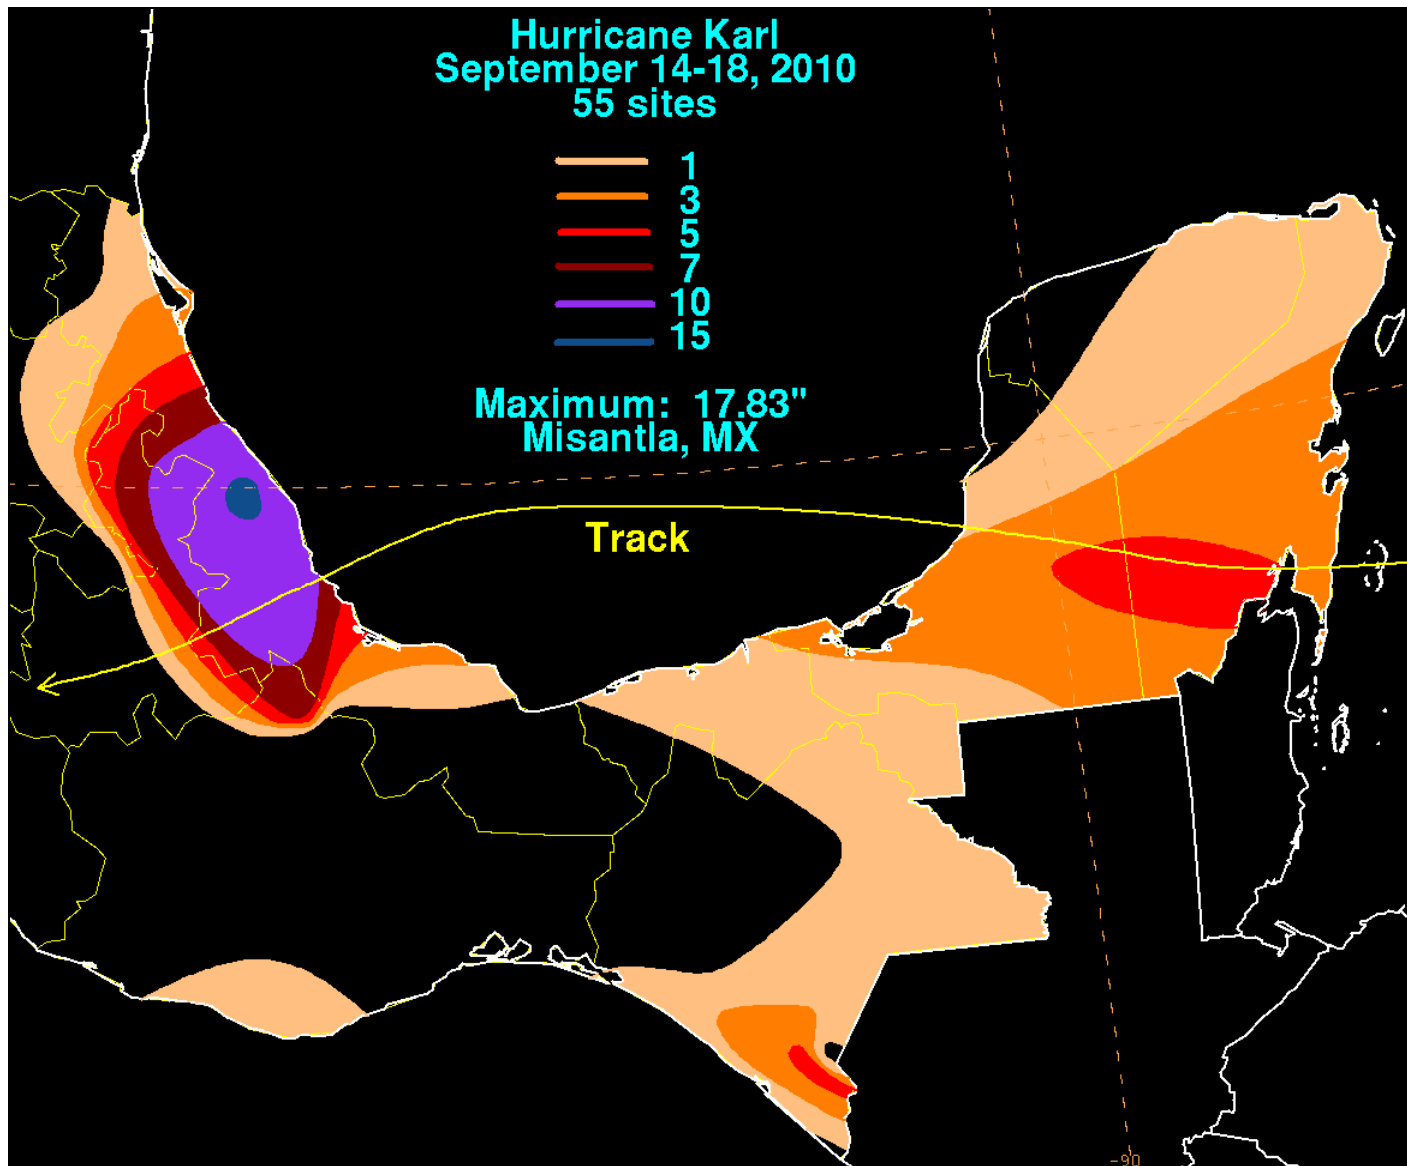 Hurricane Karl
September 14-18, 2010
55 sites
1
3
5
7
10
15
Maximum: 17.83"
Misantla, MX
Track
-90